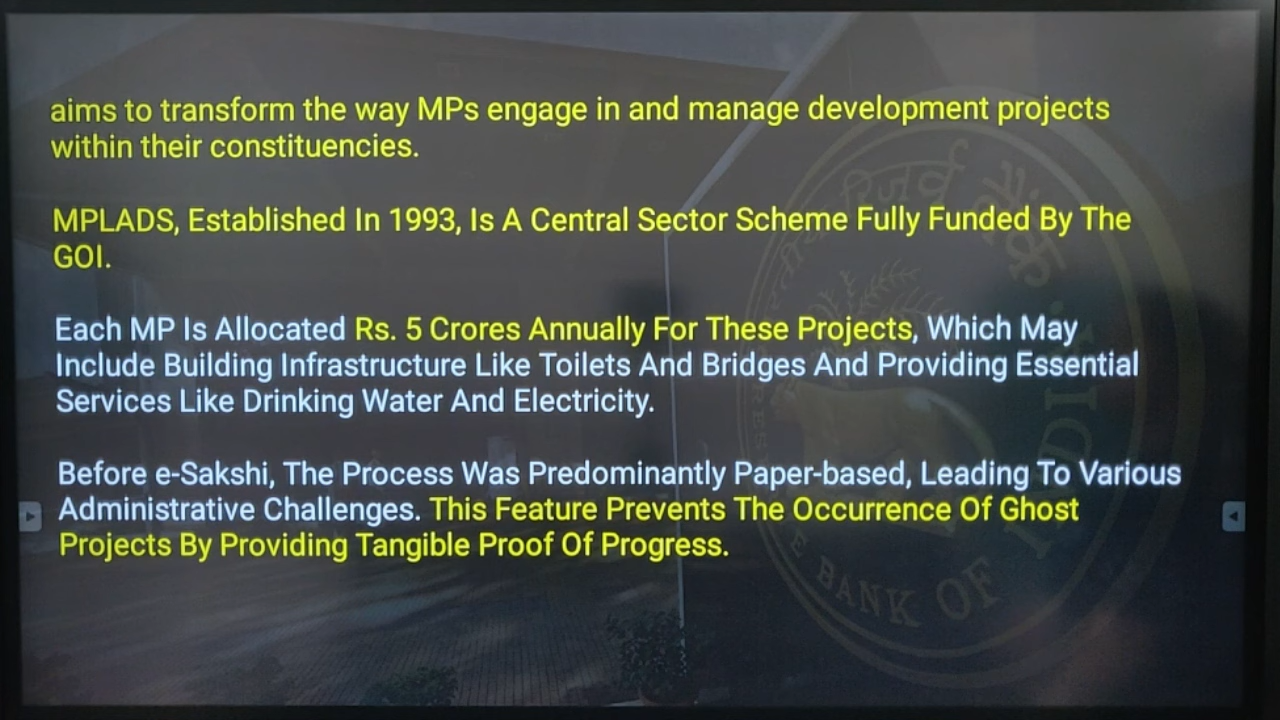 aims to transform the way MPs engage in and manage development projects
within their constituencies.
MPLADS, Established In 1993, Is A Central Sector Scheme Fully Funded By The
GOI.
Each MP Is Allocated Rs. 5 Crores Annually For These Projects, Which May
Include Building Infrastructure Like Toilets And Bridges And Providing Essential
Services Like Drinking Water And Electricity.
Before e-Sakshi, The Process Was Predominantly Paper-based, Leading To Various
Administrative Challenges. This Feature Prevents The Occurrence Of Ghost
Projects By Providing Tangible Proof Of Progress.
रिज़र्व बैंक
BANK OF INDIA